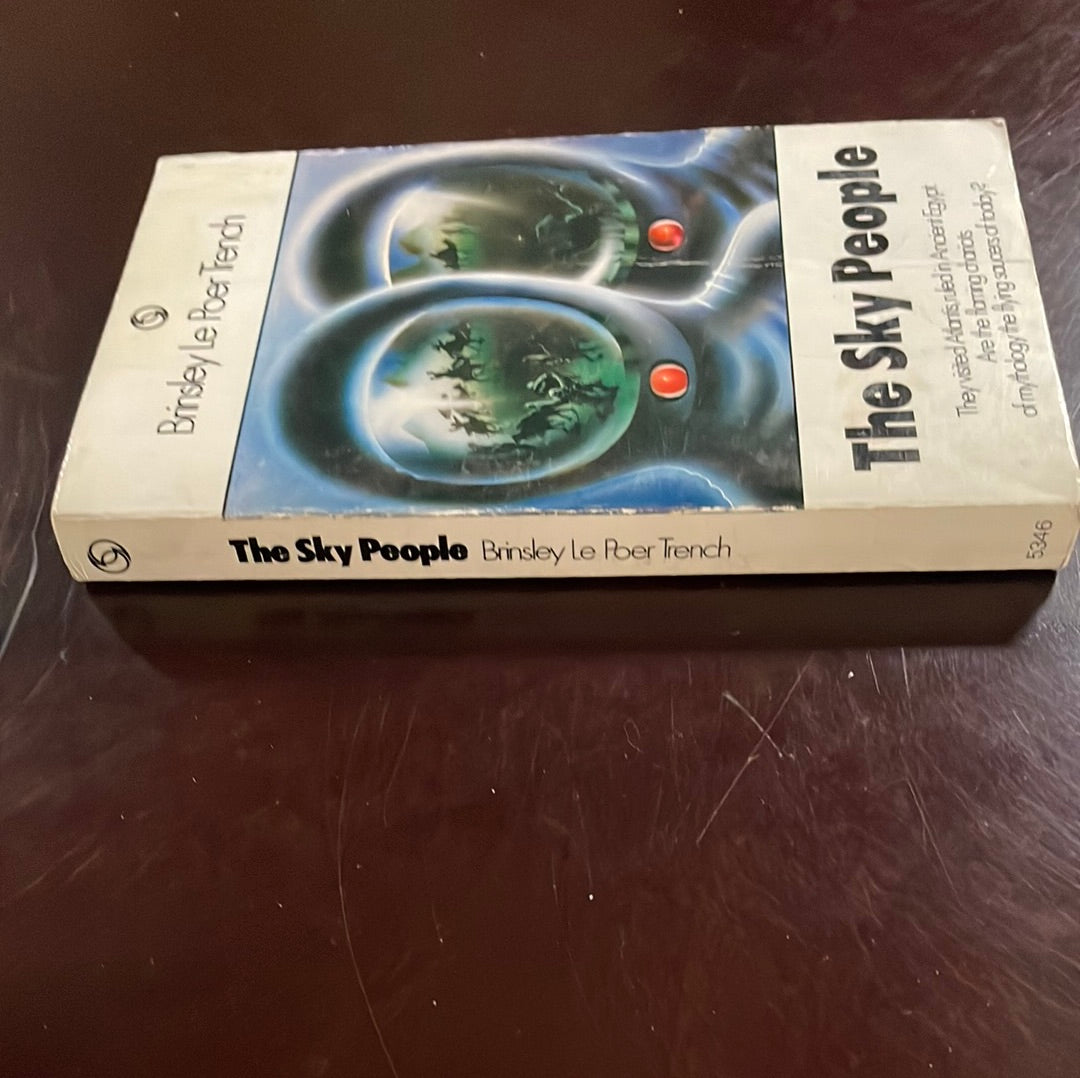 Brinsley Le Poer Trench
The Sky People
They visited Atlantis, ruled in Ancient Egypt
Are the flaming chariots
of mythology the flying saucers of today?
The Sky People Brinsley Le Poer Trench
5346